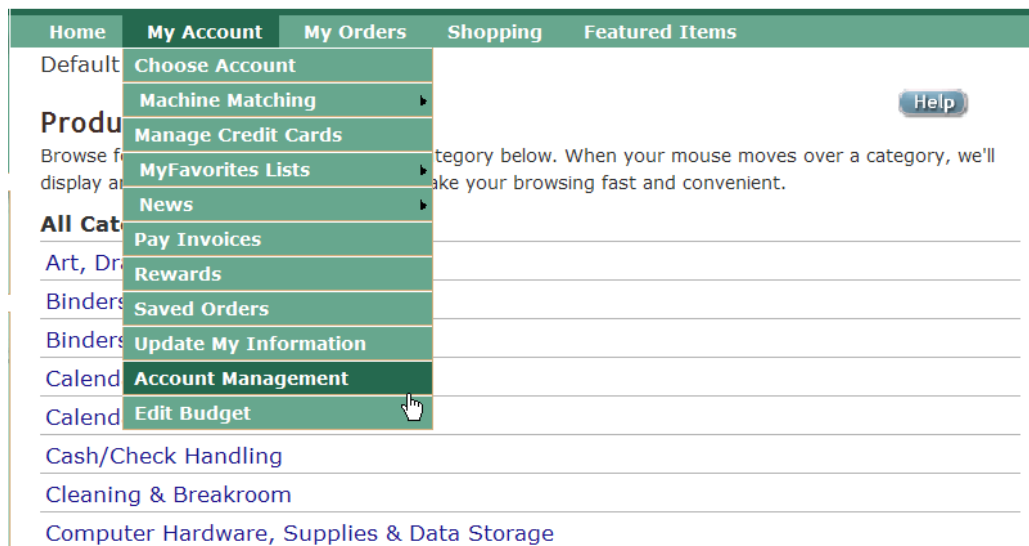 Home My Account My Orders Shopping Featured Items
Default
Choose Account
Machine Matching
Help
Produ
Manage Credit Cards
Browse f tegory below. When your mouse moves over a category, we'll
MyFavorites Lists
display a ake your browsing fast and convenient.
News
All Cat
Pay Invoices
Art, Dr
Rewards
Binders
Saved Orders
Binders
Update My Information
Calend
Account Management
Calend
Edit Budget
Cash/Check Handling
Cleaning & Breakroom
Computer Hardware, Supplies & Data Storage